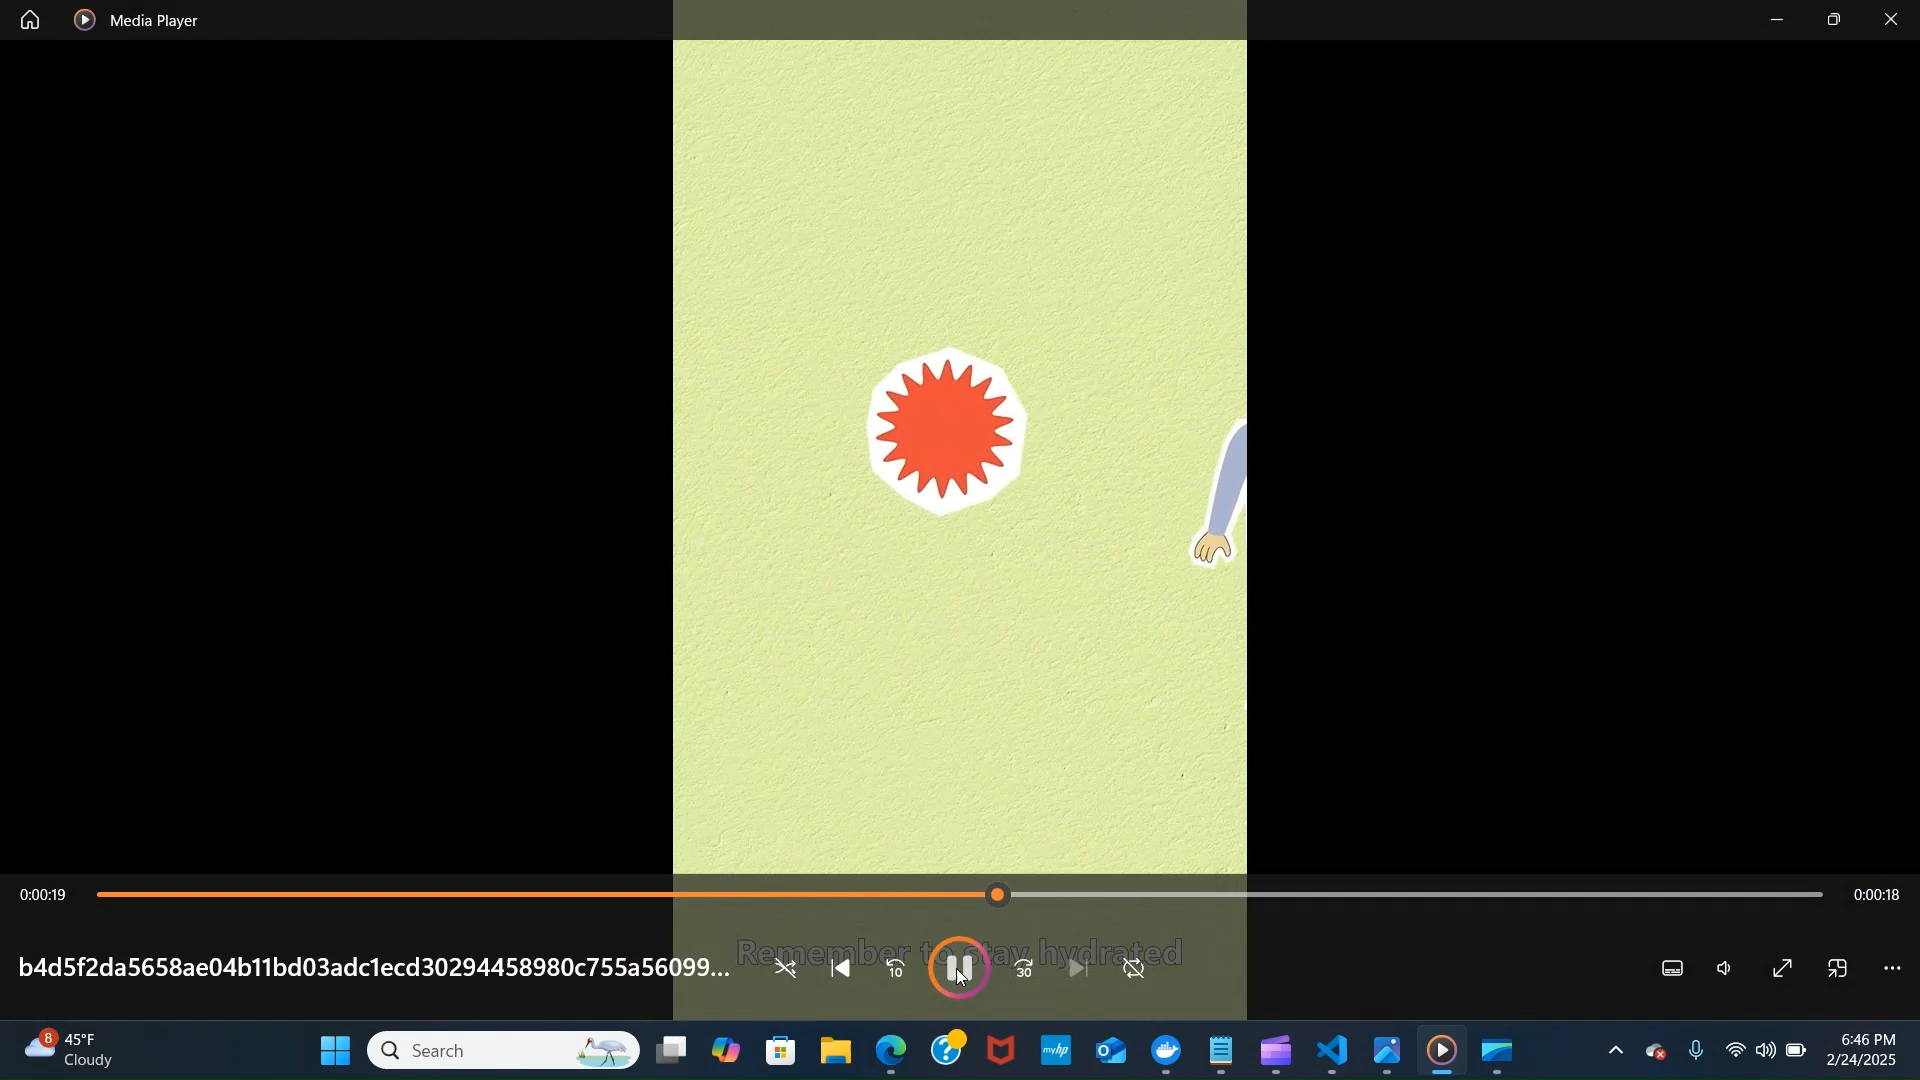 Media Player
0:00:19
0:00:18
Remember to stay hydrated
b4d5f2da5658ae04b11bd03adc1ecd30294458980c755a56099...
10
30
8
45°F
Cloudy
Search
myhp
6:46 PM
2/24/2025